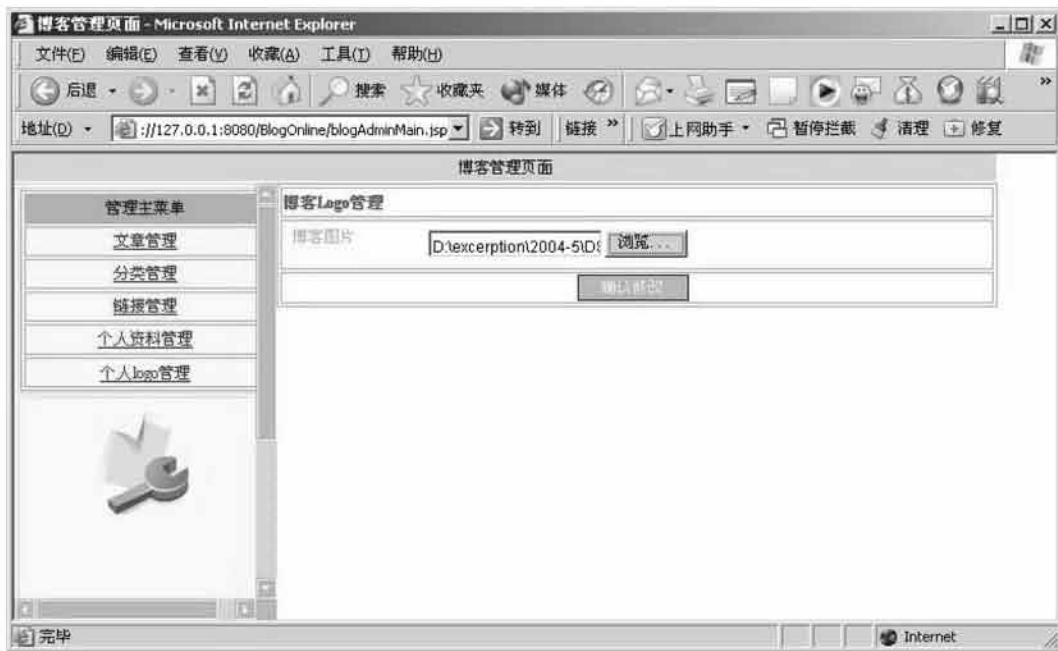 博客管理页面 - Microsoft Internet Explorer
文件(F) 编辑(E) 查看(V) 收藏(A) 工具(T) 帮助(H)
后退 搜索 收藏夹 媒体 »
地址(D) ://127.0.0.1:8080/BlogOnline/blogAdminMain.jsp 转到 链接 » 上网助手 暂停拦截 清理 修复
博客管理页面
管理主菜单
文章管理
分类管理
链接管理
个人资料管理
个人logo管理
博客Logo管理
博客图片 D:\excerption\2004-5\DS 浏览...
确认修改
完毕 Internet